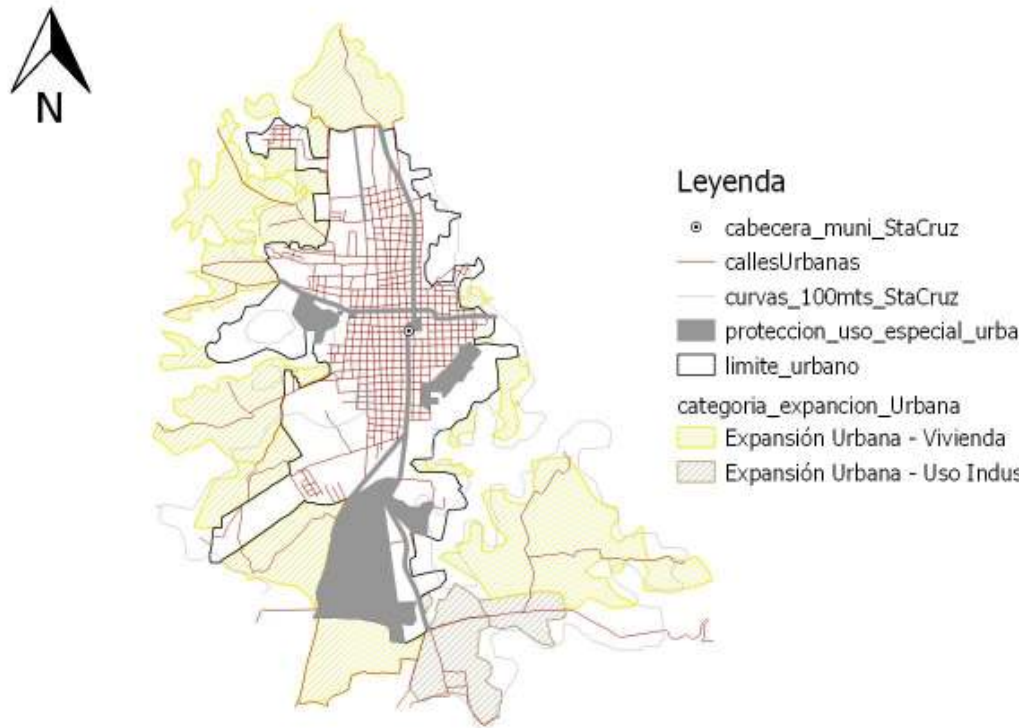 N
Leyenda
cabecera_muni_StaCruz
callesUrbanas
curvas_100mts_StaCruz
proteccion_uso_especial_urba
limite_urbano
categoria_expancion_Urbana
Expansión Urbana - Vivienda
Expansión Urbana - Uso Indus